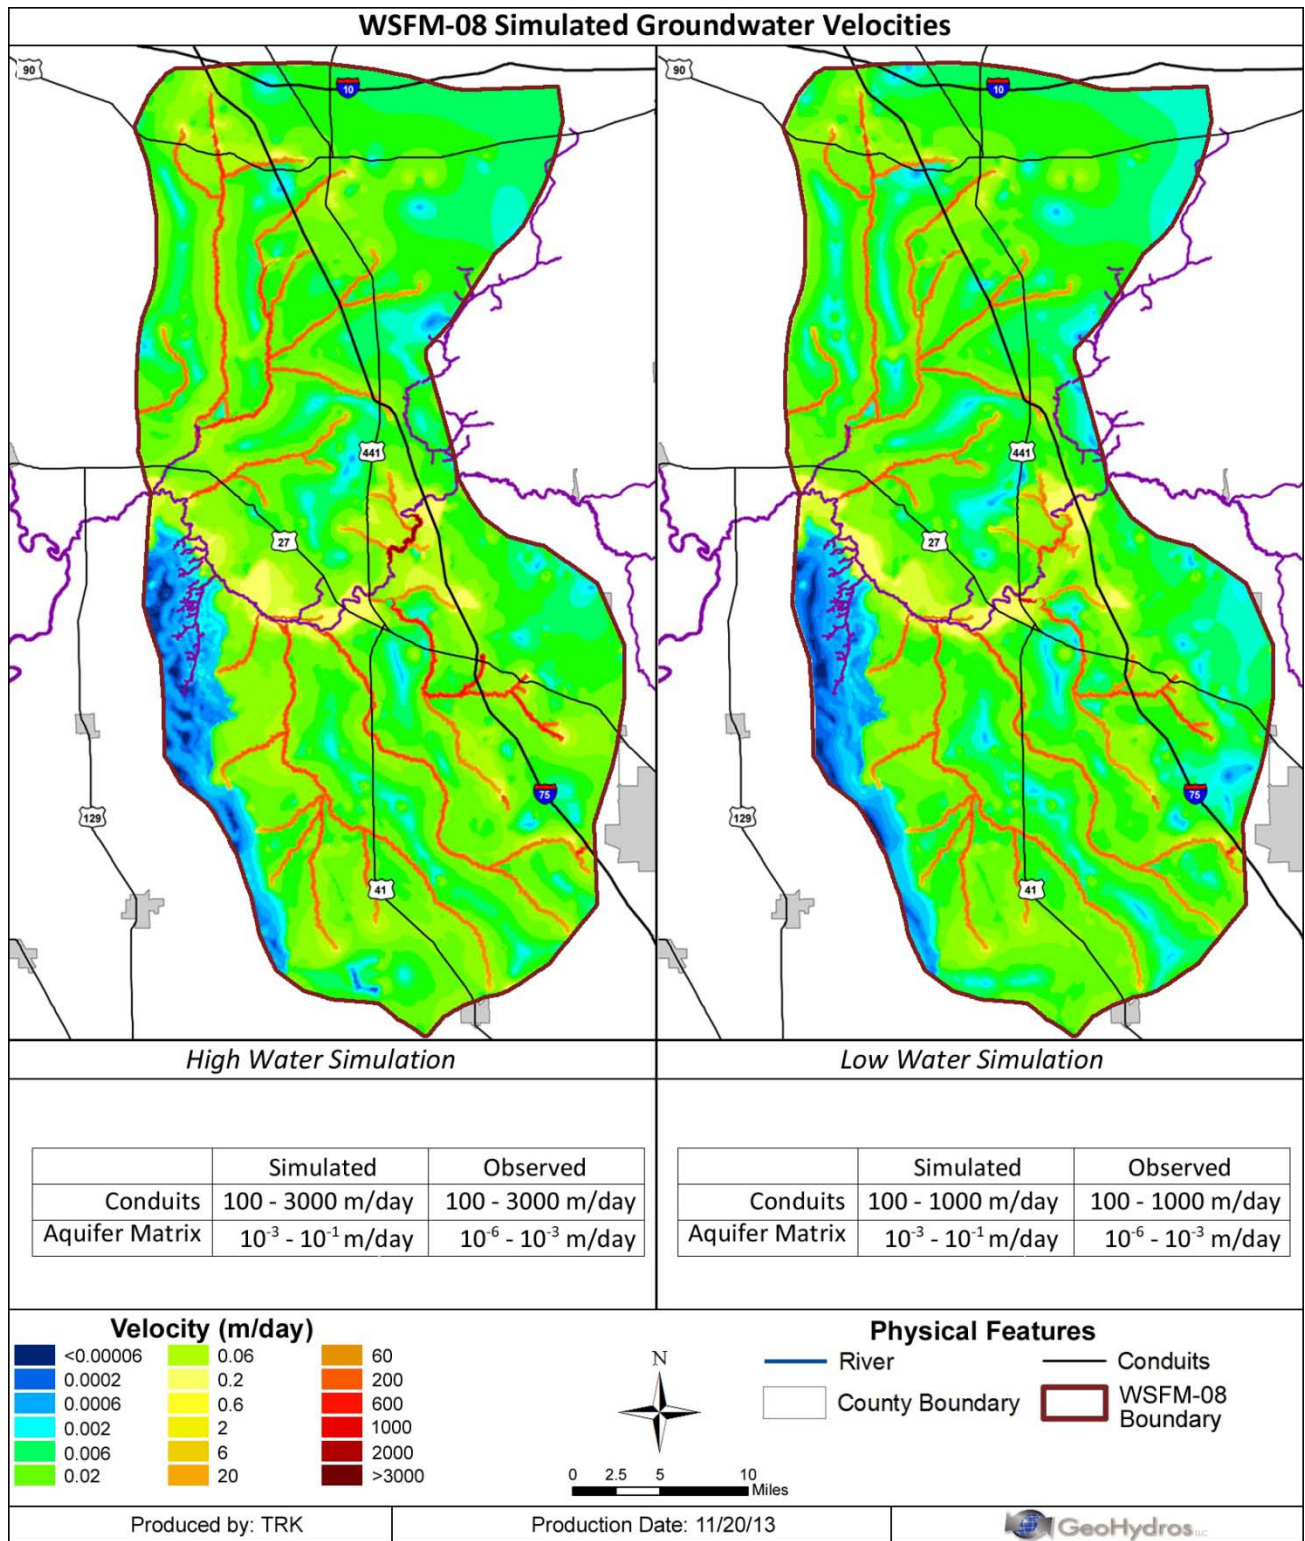 WSFM-08 Simulated Groundwater Velocities
90
10
441
27
129
75
41
90
10
441
27
129
75
41
High Water Simulation
Low Water Simulation
Simulated Observed
Conduits 100 - 3000 m/day 100 - 3000 m/day
Aquifer Matrix 10⁻³ - 10⁻¹ m/day 10⁻⁶ - 10⁻³ m/day
Simulated Observed
Conduits 100 - 1000 m/day 100 - 1000 m/day
Aquifer Matrix 10⁻³ - 10⁻¹ m/day 10⁻⁶ - 10⁻³ m/day
Velocity (m/day)
<0.00006 0.06 60
0.0002 0.2 200
0.0006 0.6 600
0.002 2 1000
0.006 6 2000
0.02 20 >3000
N
0 2.5 5 10
Miles
Physical Features
River Conduits
County Boundary WSFM-08
Boundary
Produced by: TRK
Production Date: 11/20/13
GeoHydros LLC